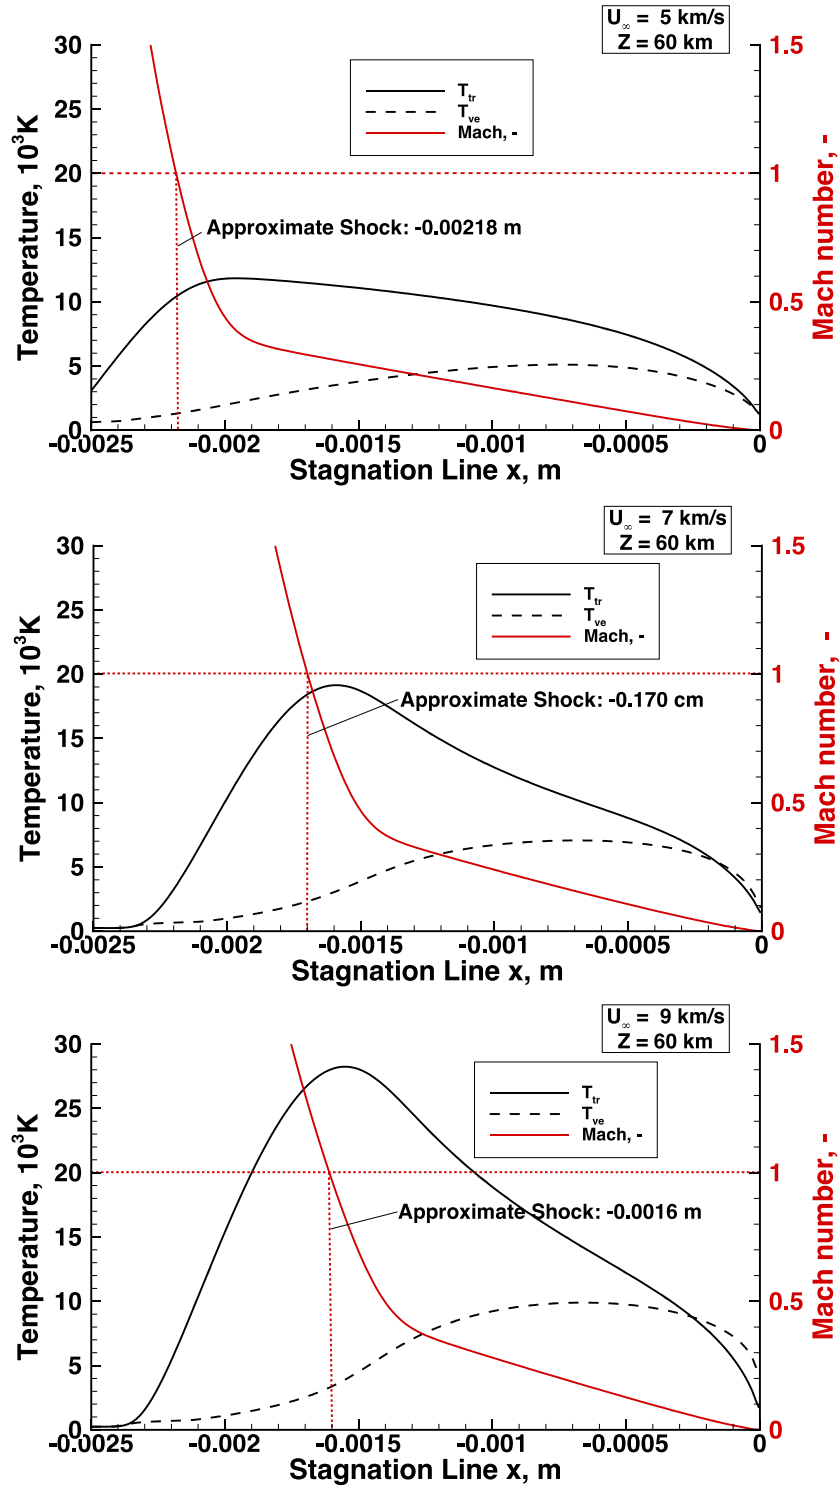 U∞ = 5 km/s
Z = 60 km
30
25
20
15
10
5
0
Temperature, 10³K
T_tr
T_ve
Mach, -
Approximate Shock: -0.00218 m
1.5
1
0.5
0
Mach number, -
-0.0025 -0.002 -0.0015 -0.001 -0.0005 0
Stagnation Line x, m
U∞ = 7 km/s
Z = 60 km
30
25
20
15
10
5
0
Temperature, 10³K
T_tr
T_ve
Mach, -
Approximate Shock: -0.170 cm
1.5
1
0.5
0
Mach number, -
-0.0025 -0.002 -0.0015 -0.001 -0.0005 0
Stagnation Line x, m
U∞ = 9 km/s
Z = 60 km
30
25
20
15
10
5
0
Temperature, 10³K
T_tr
T_ve
Mach, -
Approximate Shock: -0.0016 m
1.5
1
0.5
0
Mach number, -
-0.0025 -0.002 -0.0015 -0.001 -0.0005 0
Stagnation Line x, m